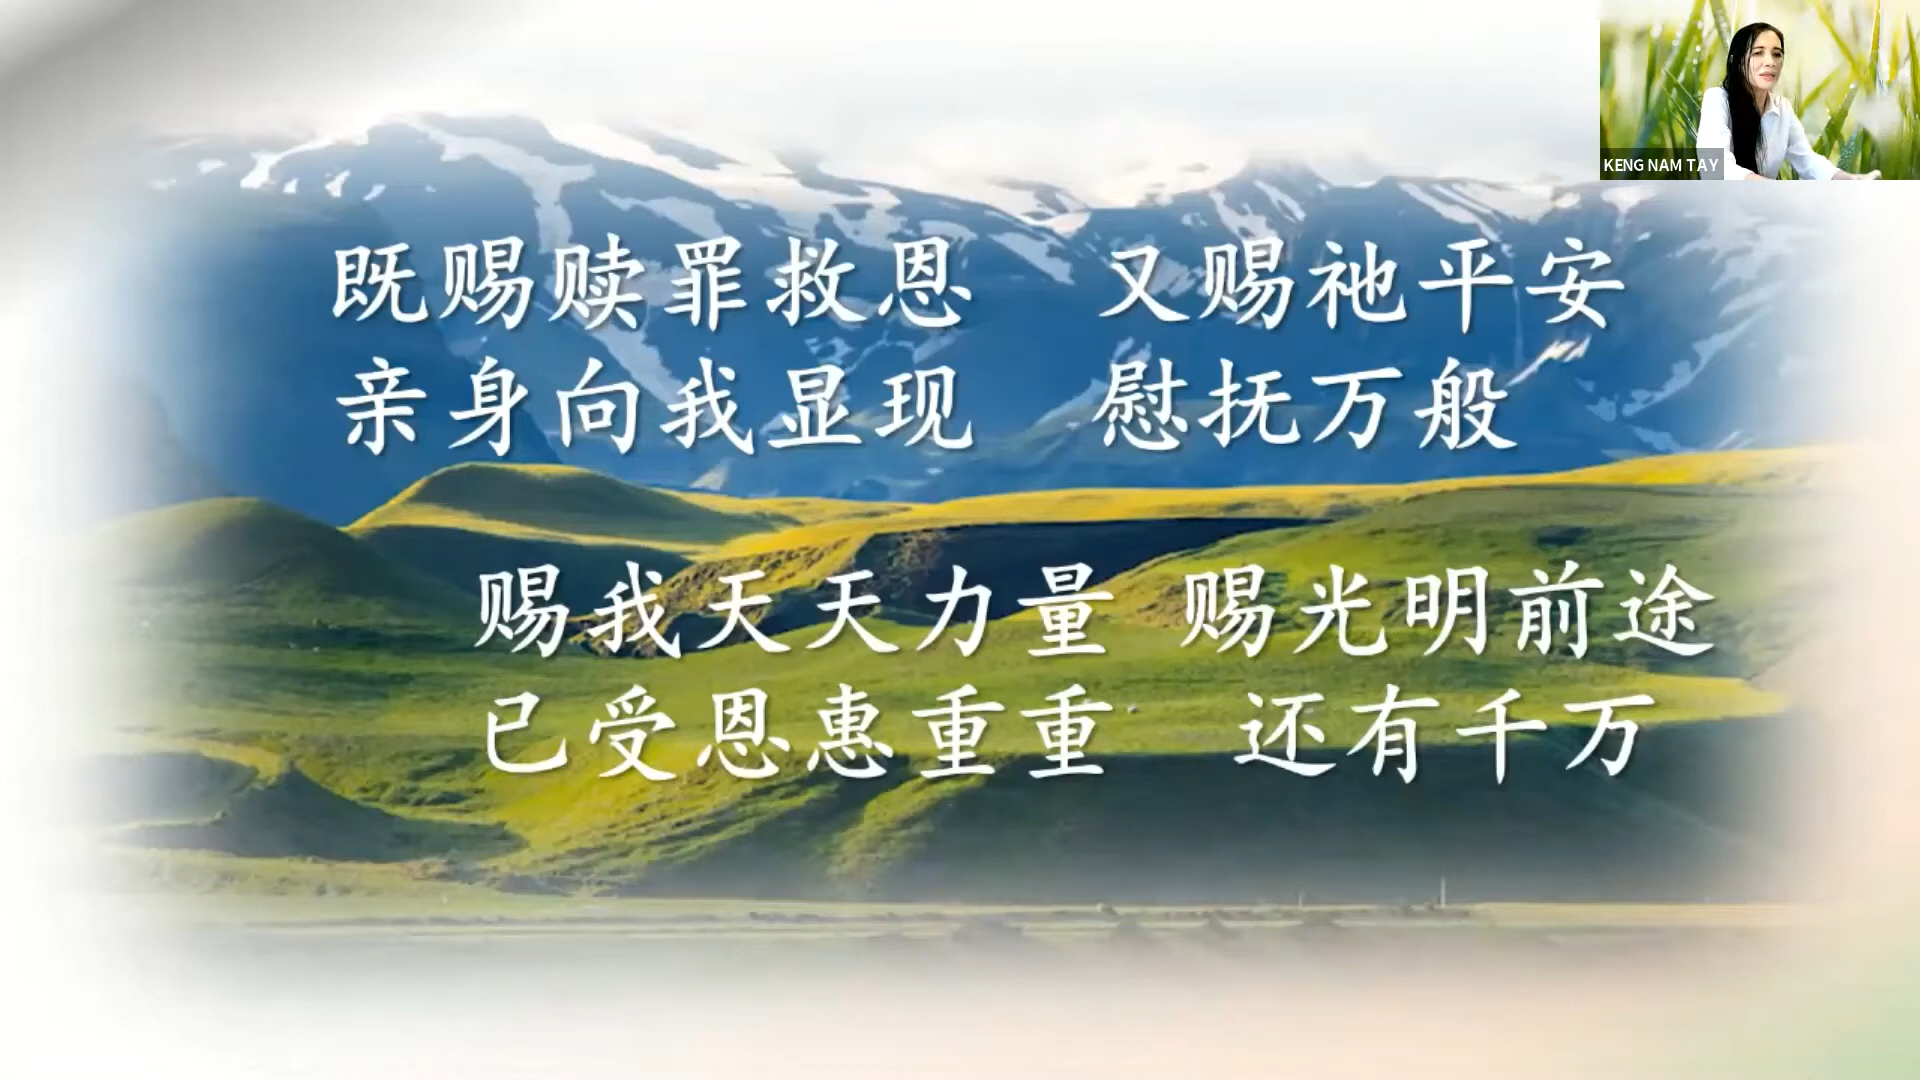 KENG NAM TAY
既赐赎罪救恩 又赐祂平安
亲身向我显现 慰抚万般
赐我天天力量 赐光明前途
已受恩惠重重 还有千万